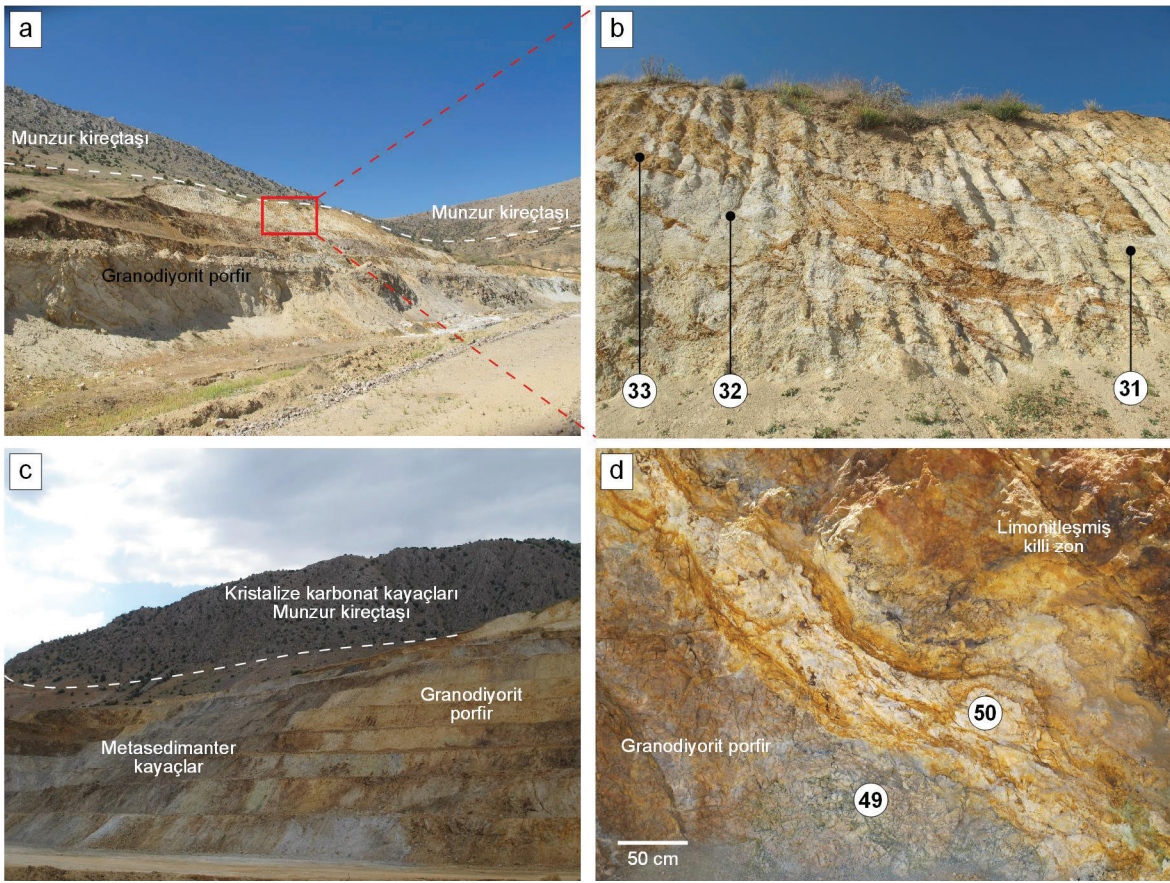 a
Munzur kireçtaşı
Munzur kireçtaşı
Granodiyorit porfir
b
33
32
31
c
Kristalize karbonat kayaçları
Munzur kireçtaşı
Granodiyorit
porfir
Metasedimanter
kayaçlar
d
Limonitleşmiş
killi zon
50
Granodiyorit porfir
49
50 cm